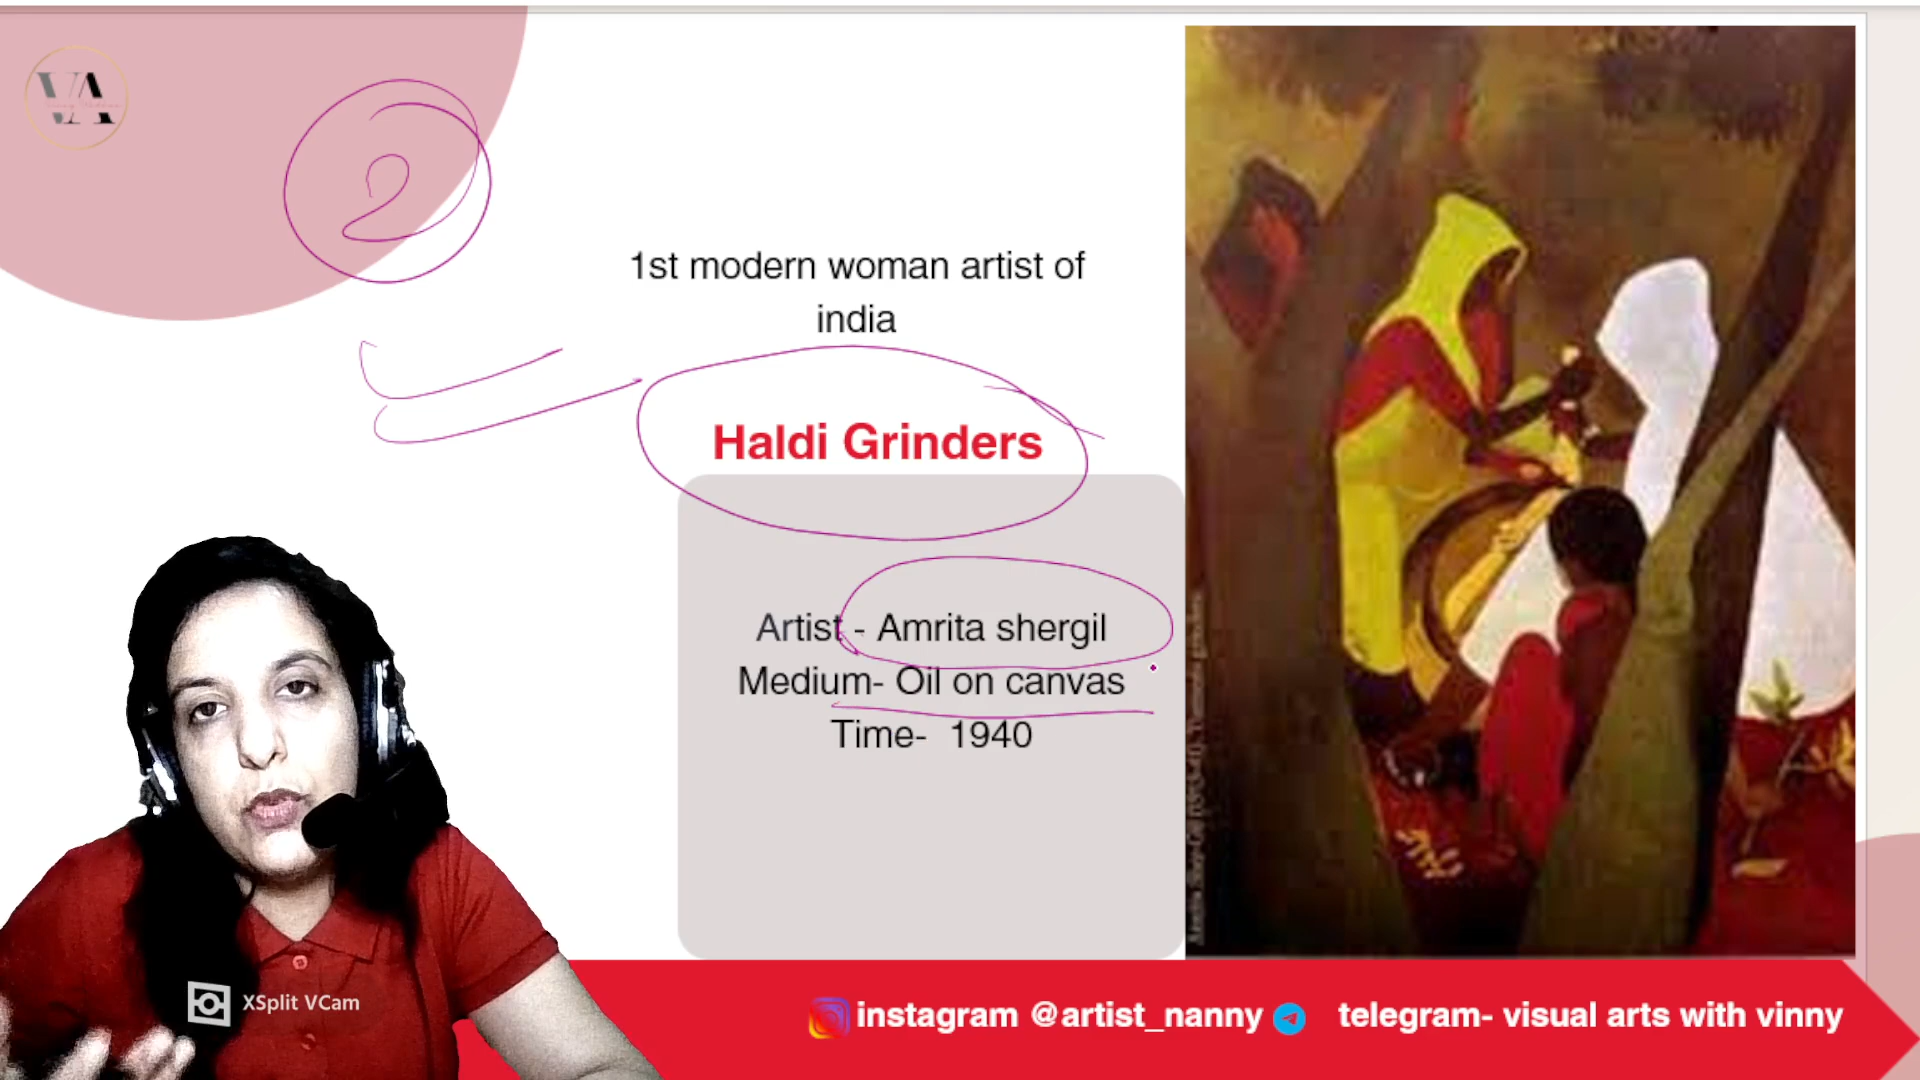 VA
2
1st modern woman artist of
india
Haldi Grinders
Artist - Amrita shergil
Medium- Oil on canvas
Time-  1940
XSplit VCam
instagram @artist_nanny
telegram- visual arts with vinny